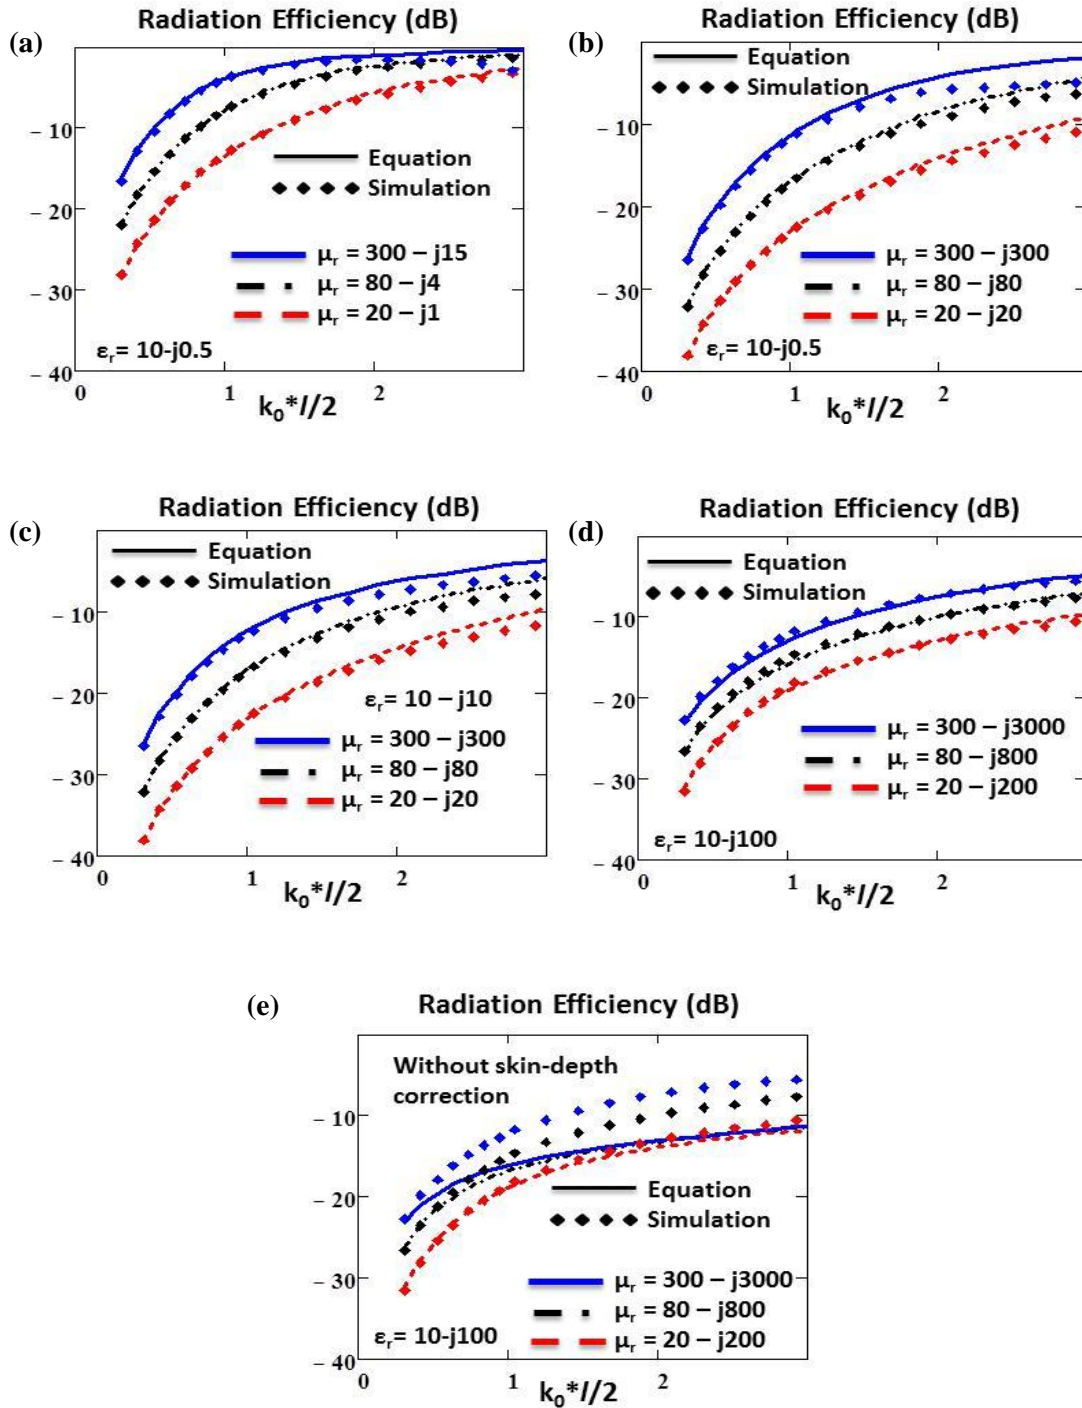 (a)
Radiation Efficiency (dB)
− 10
− 20
− 30
− 40
Equation
Simulation
μr = 300 – j15
μr = 80 – j4
μr = 20 – j1
εr= 10-j0.5
0
1
2
k0*l/2
(b)
Radiation Efficiency (dB)
Equation
Simulation
− 10
− 20
− 30
− 40
μr = 300 – j300
μr = 80 – j80
μr = 20 – j20
εr= 10-j0.5
0
1
2
k0*l/2
(c)
Radiation Efficiency (dB)
Equation
Simulation
− 10
− 20
− 30
− 40
εr = 10 – j10
μr = 300 – j300
μr = 80 – j80
μr = 20 – j20
0
1
2
k0*l/2
(d)
Radiation Efficiency (dB)
Equation
Simulation
− 10
− 20
− 30
− 40
μr = 300 – j3000
μr = 80 – j800
μr = 20 – j200
εr= 10-j100
0
1
2
k0*l/2
(e)
Radiation Efficiency (dB)
Without skin-depth
correction
− 10
− 20
− 30
− 40
Equation
Simulation
μr = 300 – j3000
μr = 80 – j800
μr = 20 – j200
εr= 10-j100
0
1
2
k0*l/2